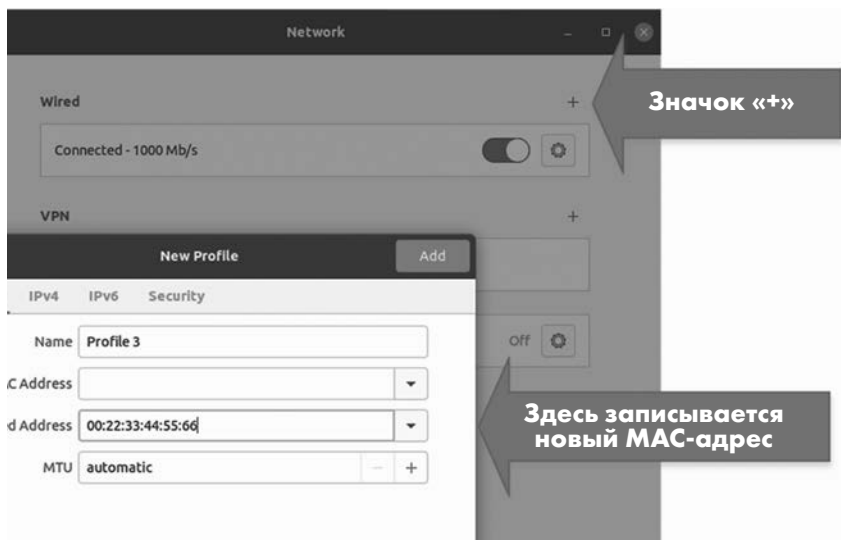 Network
Wired
+
Значок «+»
Connected - 1000 Mb/s
VPN
+
New Profile
Add
IPv4 IPv6 Security
Name Profile 3
Off
C Address
d Address 00:22:33:44:55:66
Здесь записывается
новый MAC-адрес
MTU automatic − +